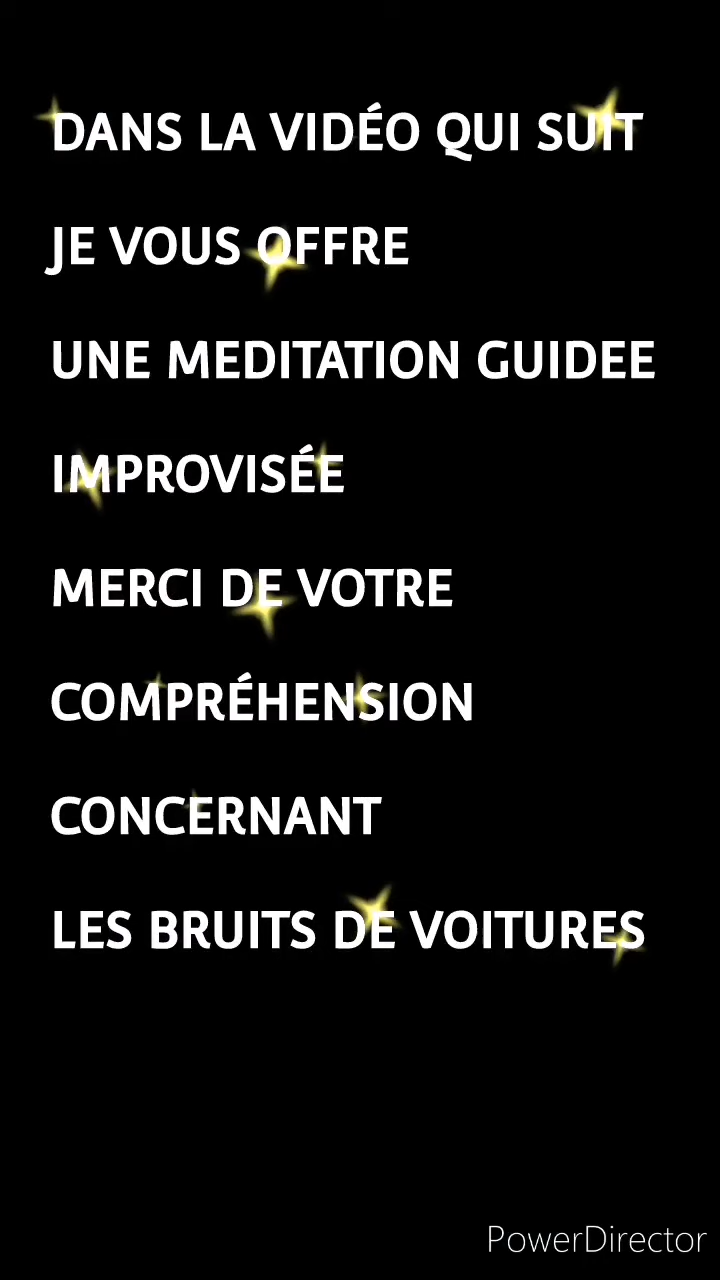 DANS LA VIDÉO QUI SUIT
JE VOUS OFFRE
UNE MEDITATION GUIDEE
IMPROVISÉE
MERCI DE VOTRE
COMPRÉHENSION
CONCERNANT
LES BRUITS DE VOITURES
PowerDirector